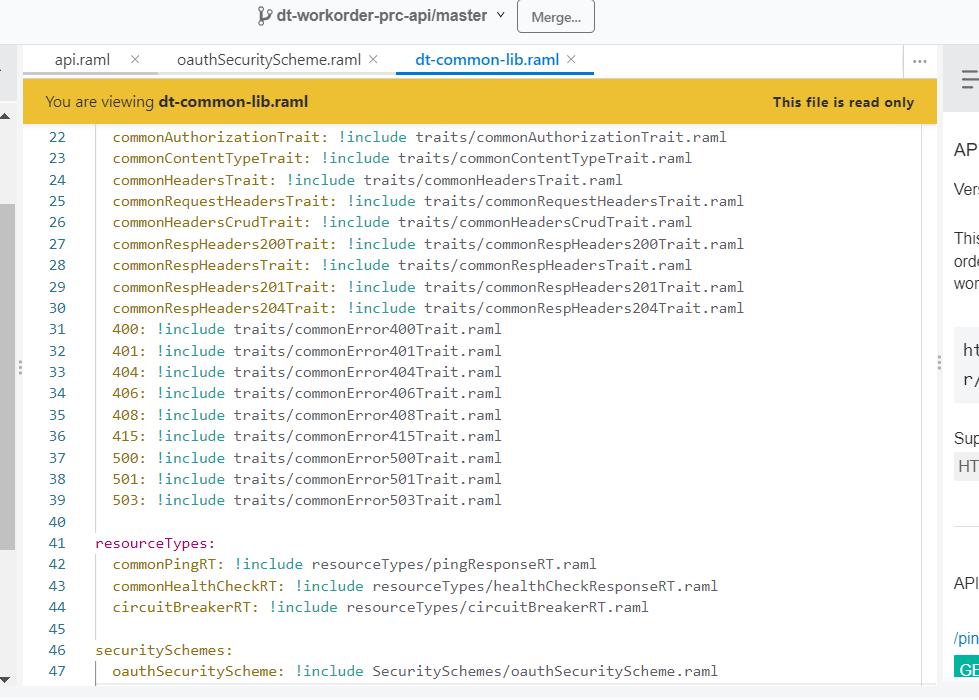 dt-workorder-prc-api/master
Merge...
api.raml × oauthSecurityScheme.raml × dt-common-lib.raml × ...
You are viewing dt-common-lib.raml This file is read only
22 commonAuthorizationTrait: !include traits/commonAuthorizationTrait.raml
23 commonContentTypeTrait: !include traits/commonContentTypeTrait.raml
24 commonHeadersTrait: !include traits/commonHeadersTrait.raml
25 commonRequestHeadersTrait: !include traits/commonRequestHeadersTrait.raml
26 commonHeadersCrudTrait: !include traits/commonHeadersCrudTrait.raml
27 commonRespHeaders200Trait: !include traits/commonRespHeaders200Trait.raml
28 commonRespHeadersTrait: !include traits/commonRespHeadersTrait.raml
29 commonRespHeaders201Trait: !include traits/commonRespHeaders201Trait.raml
30 commonRespHeaders204Trait: !include traits/commonRespHeaders204Trait.raml
31 400: !include traits/commonError400Trait.raml
32 401: !include traits/commonError401Trait.raml
33 404: !include traits/commonError404Trait.raml
34 406: !include traits/commonError406Trait.raml
35 408: !include traits/commonError408Trait.raml
36 415: !include traits/commonError415Trait.raml
37 500: !include traits/commonError500Trait.raml
38 501: !include traits/commonError501Trait.raml
39 503: !include traits/commonError503Trait.raml
40
41 resourceTypes:
42 commonPingRT: !include resourceTypes/pingResponseRT.raml
43 commonHealthCheckRT: !include resourceTypes/healthCheckResponseRT.raml
44 circuitBreakerRT: !include resourceTypes/circuitBreakerRT.raml
45
46 securitySchemes:
47 oauthSecurityScheme: !include SecuritySchemes/oauthSecurityScheme.raml
AP
Ver
This
orde
wor
ht
r/
Sup
HT
API
/pin
GE